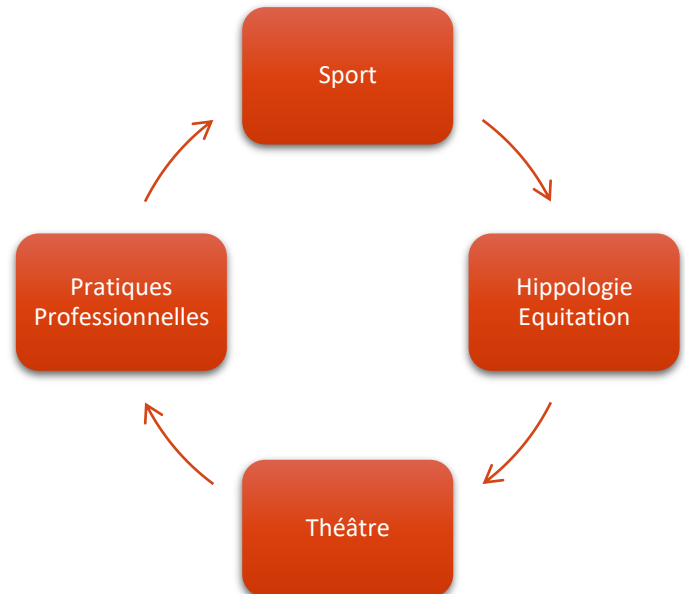 Sport
Hippologie
Equitation
Théâtre
Pratiques
Professionnelles